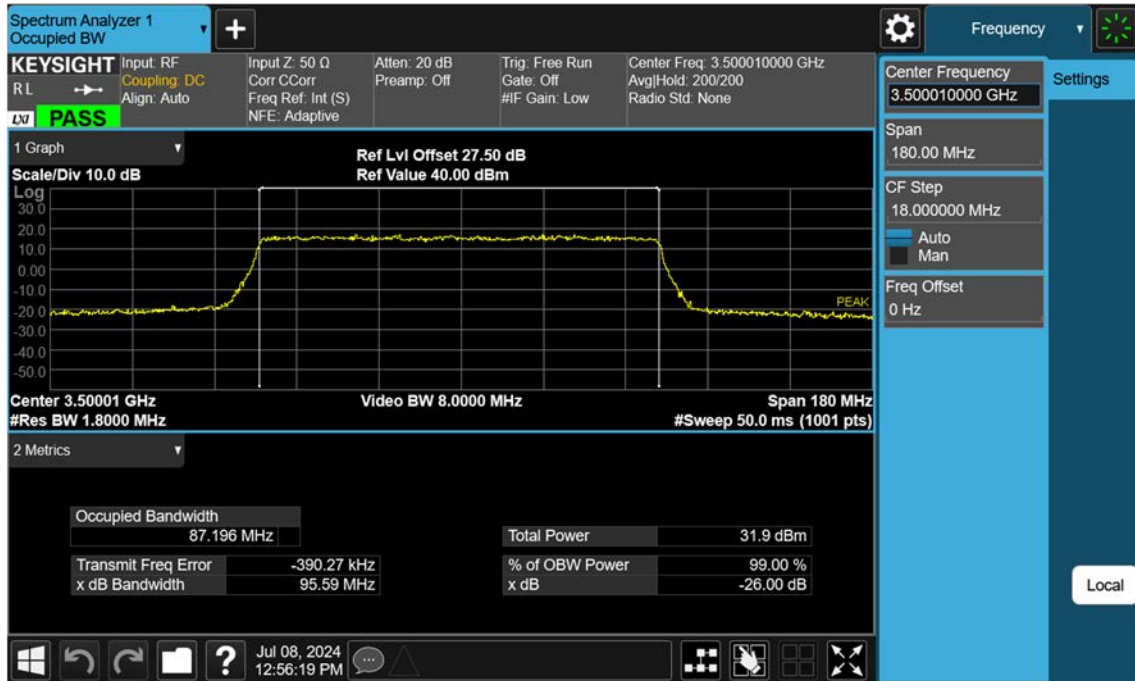 Spectrum Analyzer 1
Occupied BW
+
Frequency
KEYSIGHT
R L
LXI PASS
Input: RF
Coupling: DC
Align: Auto
Input Z: 50 Ω
Corr CCorr
Freq Ref: Int (S)
NFE: Adaptive
Atten: 20 dB
Preamp: Off
Trig: Free Run
Gate: Off
#IF Gain: Low
Center Freq: 3.500010000 GHz
Avg|Hold: 200/200
Radio Std: None
Center Frequency
3.500010000 GHz
Settings
Span
180.00 MHz
CF Step
18.000000 MHz
Auto
Man
Freq Offset
0 Hz
Local
1 Graph
Scale/Div 10.0 dB
Ref Lvl Offset 27.50 dB
Ref Value 40.00 dBm
Log
30.0
20.0
10.0
0.00
-10.0
-20.0
-30.0
-40.0
-50.0
PEAK
Center 3.50001 GHz
#Res BW 1.8000 MHz
Video BW 8.0000 MHz
Span 180 MHz
#Sweep 50.0 ms (1001 pts)
2 Metrics
Occupied Bandwidth
87.196 MHz
Total Power 31.9 dBm
Transmit Freq Error -390.27 kHz
% of OBW Power 99.00 %
x dB Bandwidth 95.59 MHz
x dB -26.00 dB
?
Jul 08, 2024
12:56:19 PM